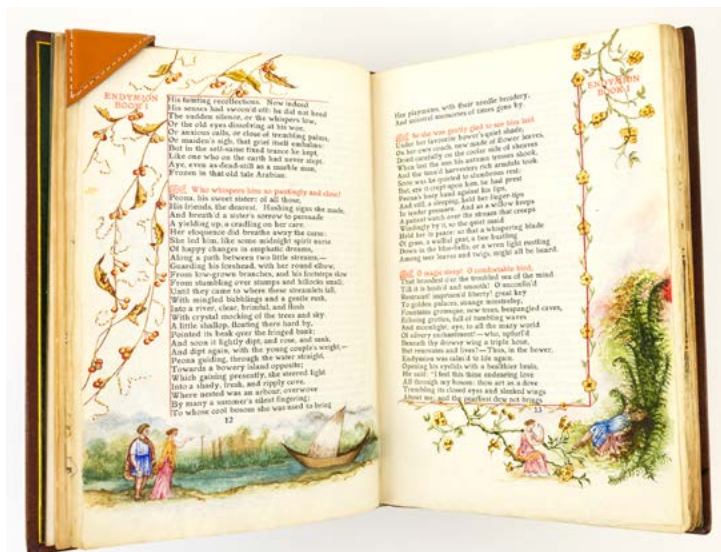 ENDYMION
BOOK I
His fainting recollections. Now indeed
His senses had swoon'd off: he did not heed
The sudden silence, or the whispers low,
Or the old eyes dissolving at his woe,
Or anxious calls, or close of trembling palms,
Or maiden's sigh, that grief itself embalms:
But in the self-same fixed trance he kept,
Like one who on the earth had never stept.
Aye, even as dead-still as a marble man,
Frozen in that old tale Arabian.
Who whispers him so pantingly and close?
Peona, his sweet sister: of all those,
His friends, the dearest. Hushing signs she made,
And breath'd a sister's sorrow to persuade
A yielding up, a cradling on her care.
Her eloquence did breathe away the curse:
She led him, like some midnight spirit nurse
Of happy changes in emphatic dreams,
Along a path between two little streams,—
Guarding his forehead, with her round elbow,
From low-grown branches, and his footsteps slow
From stumbling over stumps and hillocks small;
Until they came to where these streamlets fall,
With mingled bubblings and a gentle rush,
Into a river, clear, brimful, and flush
With crystal mocking of the trees and sky.
A little shallop, floating there hard by,
Pointed its beak over the fringed bank;
And soon it lightly dipt, and rose, and sank,
And dipt again, with the young couple's weight,—
Peona guiding, through the water straight,
Towards a bowery island opposite;
Which gaining presently, she steered light
Into a shady, fresh, and ripply cove,
Where nested was an arbour, overwove
By many a summer's silent fingering;
To whose cool bosom she was used to bring
12
ENDYMION
BOOK I
Her playmates, with their needle broidery,
And minstrel memories of times gone by.
So she was gently glad to see him laid
Under her favourite bower's quiet shade,
On her own couch, new made of flower leaves,
Dried carefully on the cooler side of sheaves
When last the sun his autumn tresses shook,
And the tann'd harvesters rich armfuls took.
Soon was he quieted to slumberous rest:
But, ere it crept upon him, he had prest
Peona's busy hand against his lips,
And still, a sleeping, held her finger-tips
In tender pressure. And as a willow keeps
A patient watch over the stream that creeps
Windingly by it, so the quiet maid
Held her in peace: so that a whispering blade
Of grass, a wailful gnat, a bee bustling
Down in the blue-bells, or a wren light rustling
Among sere leaves and twigs, might all be heard.
O magic sleep! O comfortable bird,
That broodest o'er the troubled sea of the mind
Till it is hush'd and smooth! O unconfin'd
Restraint! imprisoned liberty! great key
To golden palaces, strange minstrelsy,
Fountains grotesque, new trees, bespangled caves,
Echoing grottos, full of tumbling waves
And moonlight; aye, to all the mazy world
Of silvery enchantment!—who, upfurl'd
Beneath thy drowsy wing a triple hour,
But renovates and lives?—Thus, in the bower,
Endymion was calm'd to life again.
Opening his eyelids with a healthier brain,
He said: "I feel this thine endearing love
All through my bosom: thou art as a dove
Trembling its closed eyes and sleeked wings
About me; and the pearliest dew not brings
13